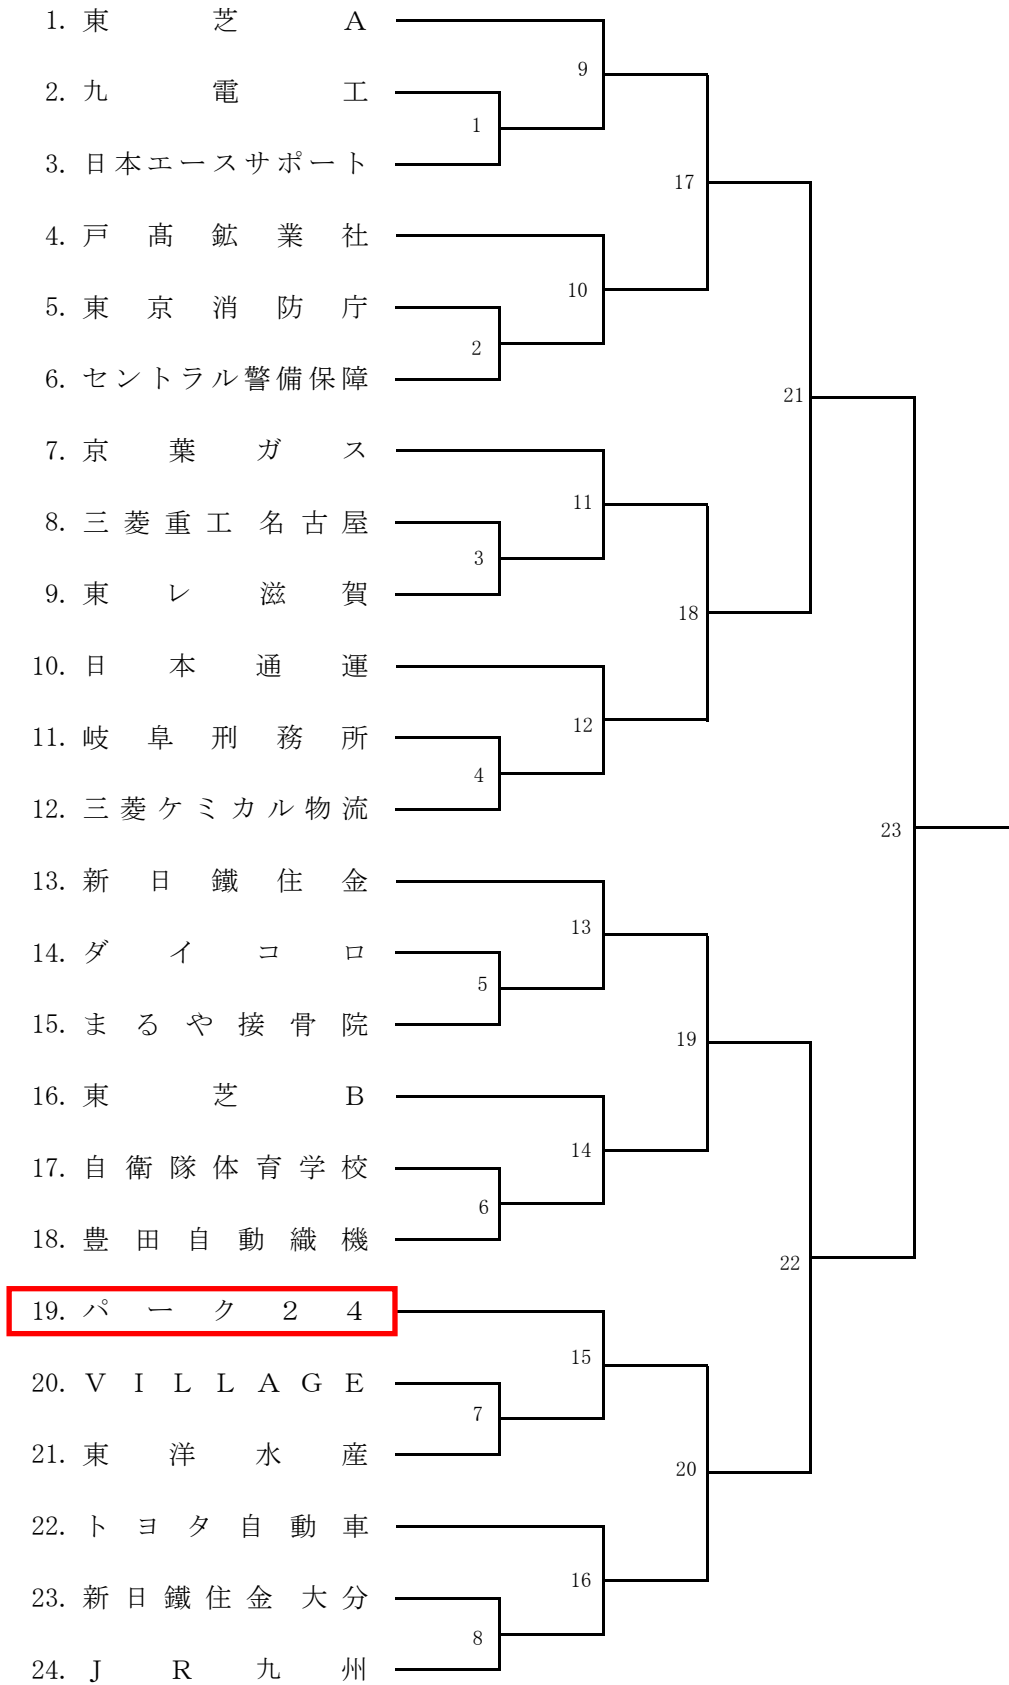 1. 東芝A
9
2. 九電工
1
3. 日本エースサポート
17
4. 戸髙鉱業社
10
5. 東京消防庁
2
6. セントラル警備保障
21
7. 京葉ガス
11
8. 三菱重工名古屋
3
9. 東レ滋賀
18
10. 日本通運
12
11. 岐阜刑務所
4
12. 三菱ケミカル物流
23
13. 新日鐵住金
13
14. ダイコロ
5
15. まるや接骨院
19
16. 東芝B
14
17. 自衛隊体育学校
6
18. 豊田自動織機
22
19. パーク24
15
20. VILLAGE
7
21. 東洋水産
20
22. トヨタ自動車
16
23. 新日鐵住金大分
8
24. JR九州